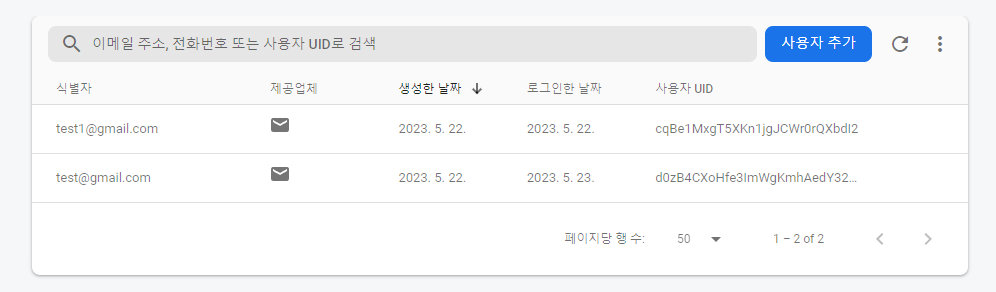 이메일 주소, 전화번호 또는 사용자 UID로 검색 사용자 추가
식별자 제공업체 생성한 날짜 로그인한 날짜 사용자 UID
test1@gmail.com 2023. 5. 22. 2023. 5. 22. cqBe1MxgT5XKn1jgJCWr0rQXbdI2
test@gmail.com 2023. 5. 22. 2023. 5. 23. d0zB4CXoHfe3ImWgKmhAedY32...
페이지당 행 수: 50 1 – 2 of 2